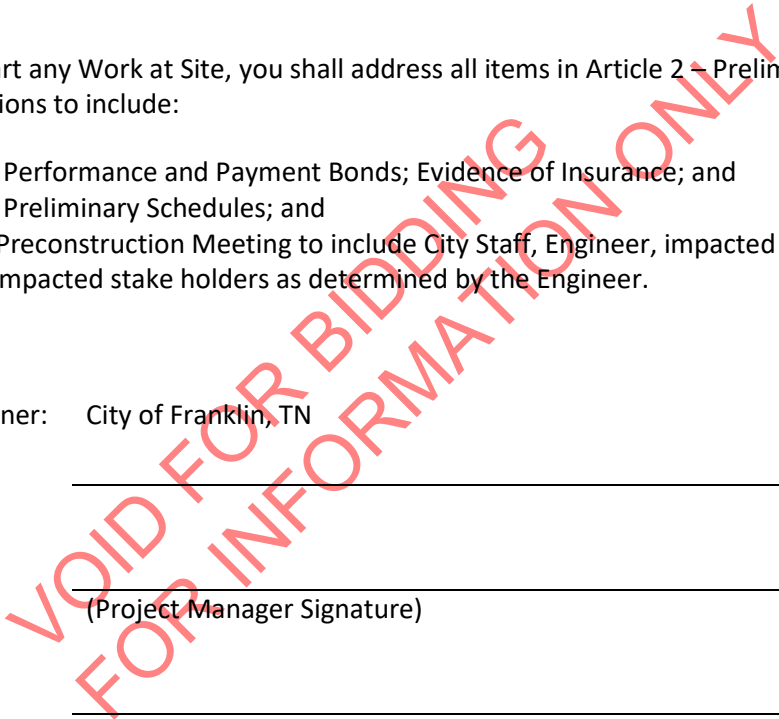 rt any Work at Site, you shall address all items in Article 2 – Prelim
ions to include:
Performance and Payment Bonds; Evidence of Insurance; and
Preliminary Schedules; and
Preconstruction Meeting to include City Staff, Engineer, impacted
mpacted stake holders as determined by the Engineer.
ner: City of Franklin, TN
(Project Manager Signature)
VOID FOR BIDDING
FOR INFORMATION ONLY